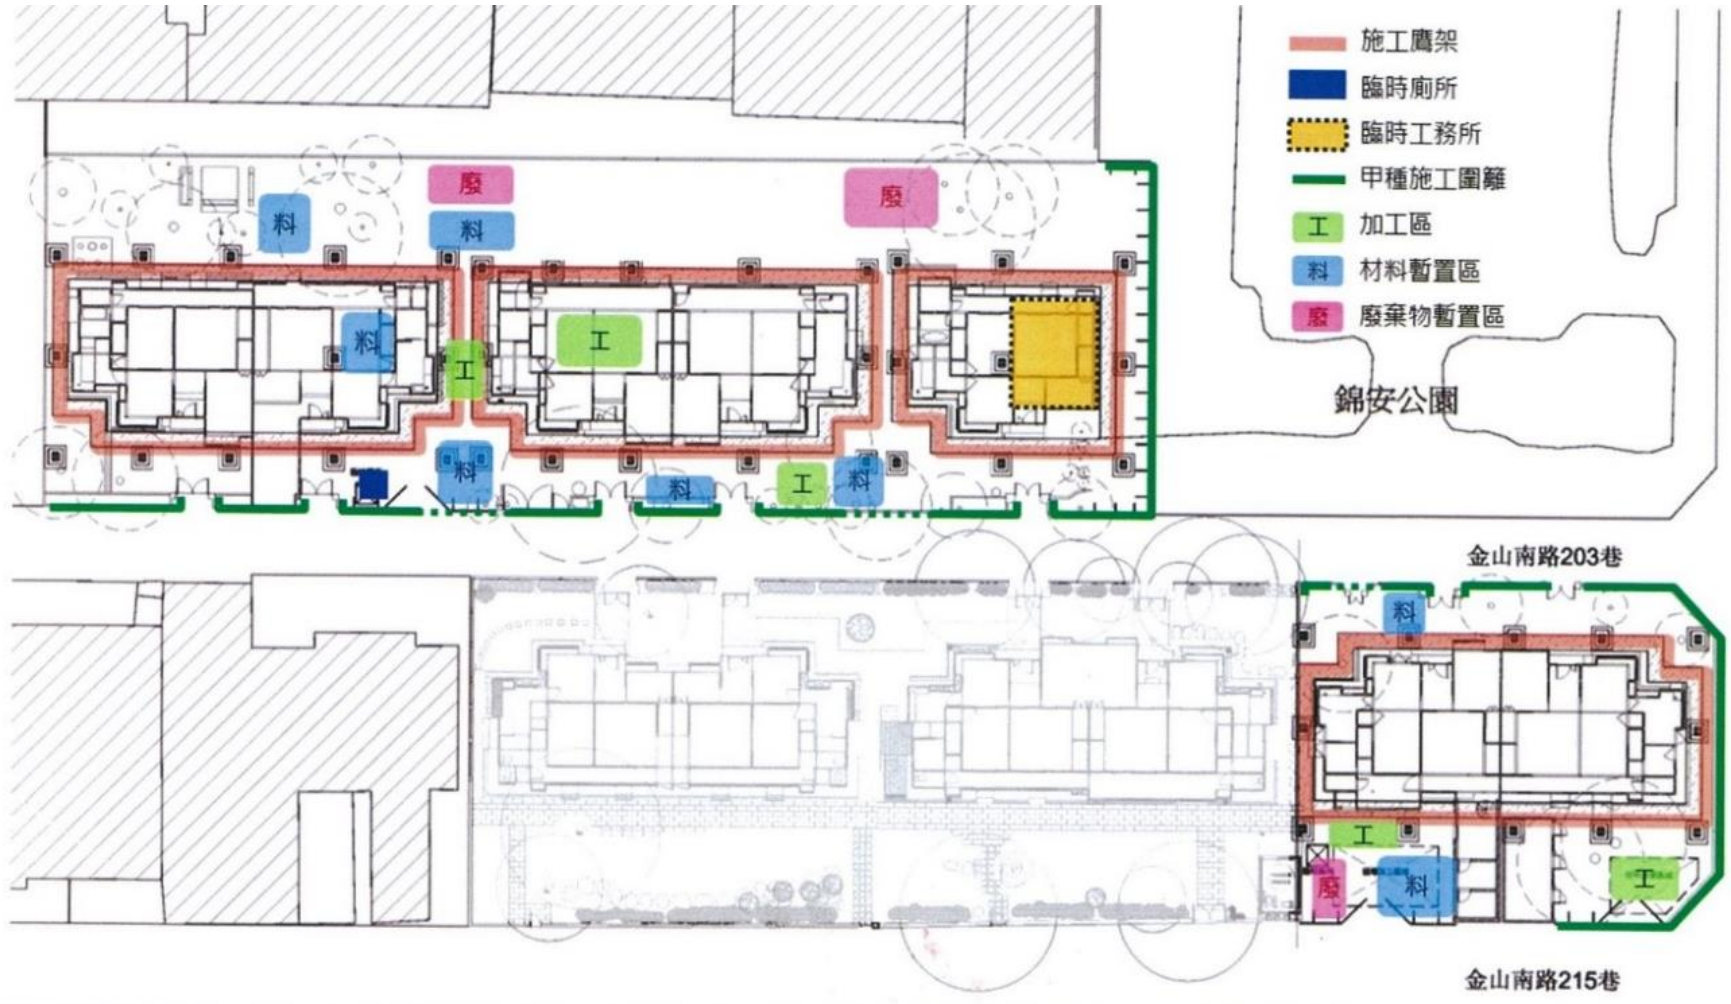 施工鷹架
臨時廁所
臨時工務所
甲種施工圍籬
工 加工區
料 材料暫置區
廢 廢棄物暫置區
廢
廢
料
料
料
工
工
料
料
工
料
錦安公園
金山南路203巷
料
工
廢
料
工
金山南路215巷